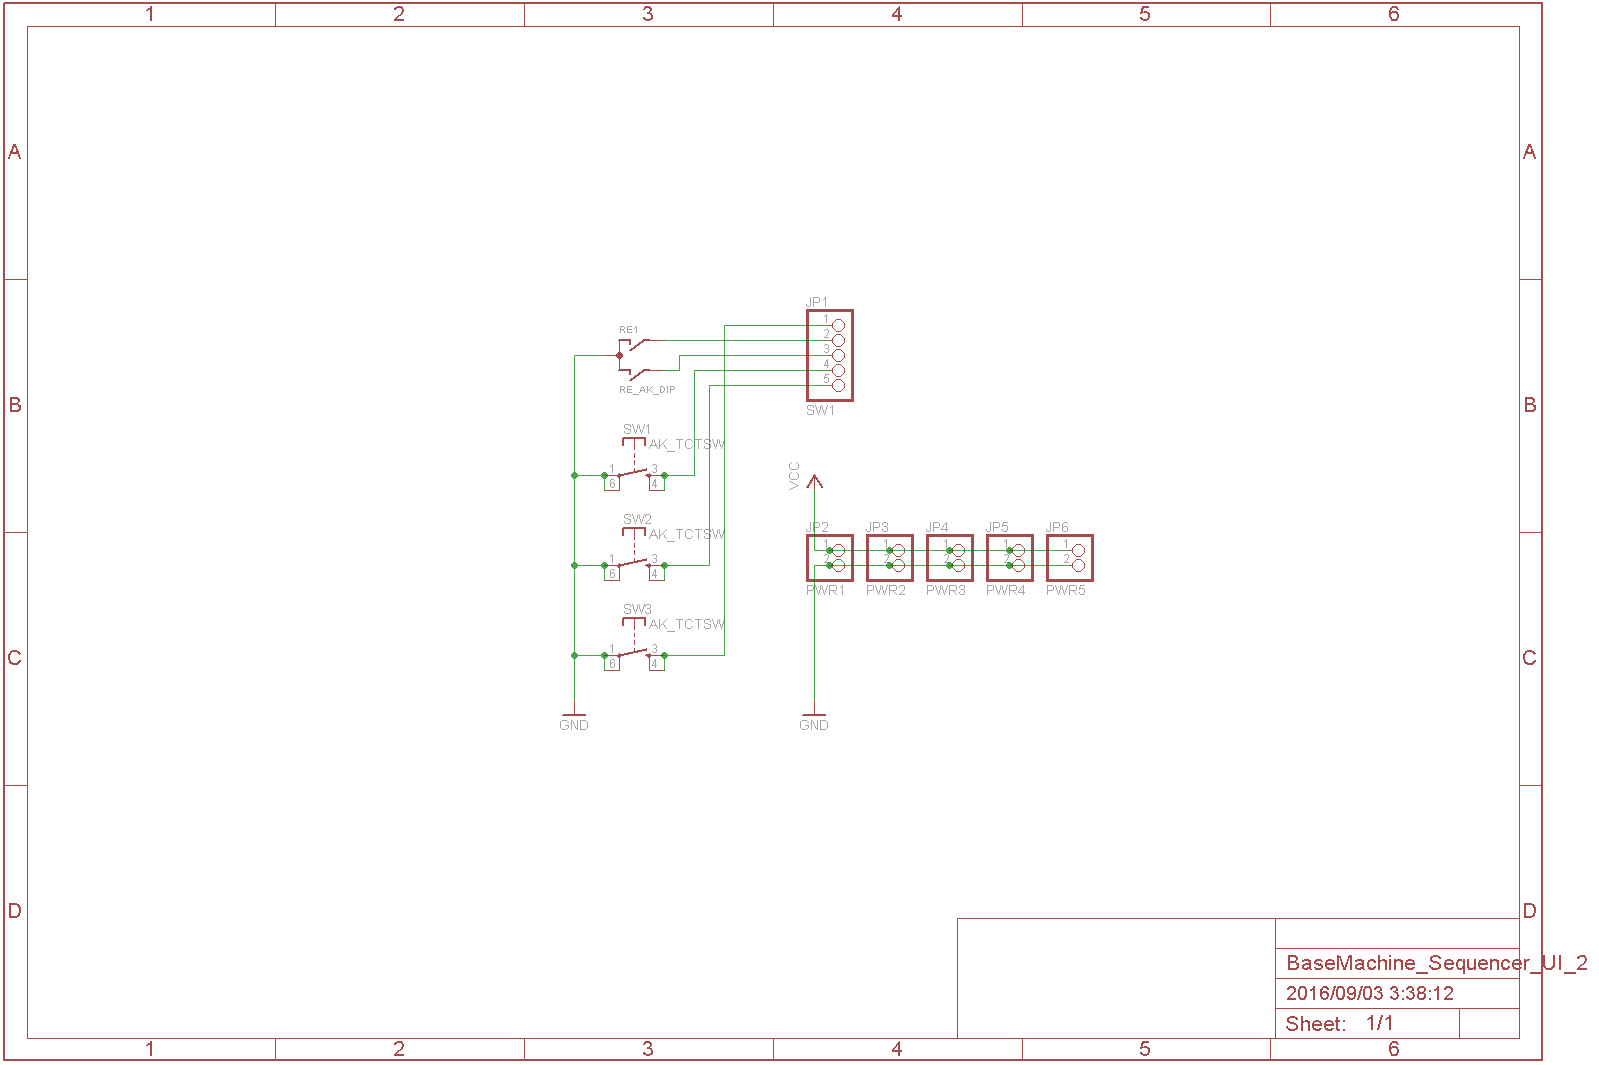 1 2 3 4 5 6
A A
JP1
RE1
1
2
3
4
5
RE_AK_DIP
B B
SW1
SW1
AK_TCTSW
1 3
6 4
VCC
SW2
AK_TCTSW
JP2 JP3 JP4 JP5 JP6
1 1 1 1 1
2 2 2 2 2
1 3
6 4
PWR1 PWR2 PWR3 PWR4 PWR5
SW3
AK_TCTSW
1 3
6 4
C C
GND GND
D D
BaseMachine_Sequencer_UI_2
2016/09/03 3:38:12
Sheet: 1/1
1 2 3 4 5 6